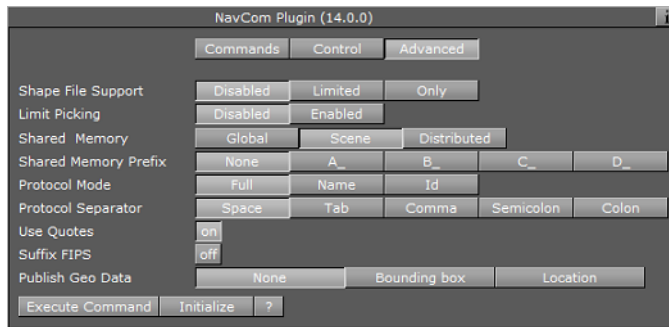 NavCom Plugin (14.0.0) i
Commands Control Advanced
Shape File Support Disabled Limited Only
Limit Picking Disabled Enabled
Shared Memory Global Scene Distributed
Shared Memory Prefix None A_ B_ C_ D_
Protocol Mode Full Name Id
Protocol Separator Space Tab Comma Semicolon Colon
Use Quotes on
Suffix FIPS off
Publish Geo Data None Bounding box Location
Execute Command Initialize ?